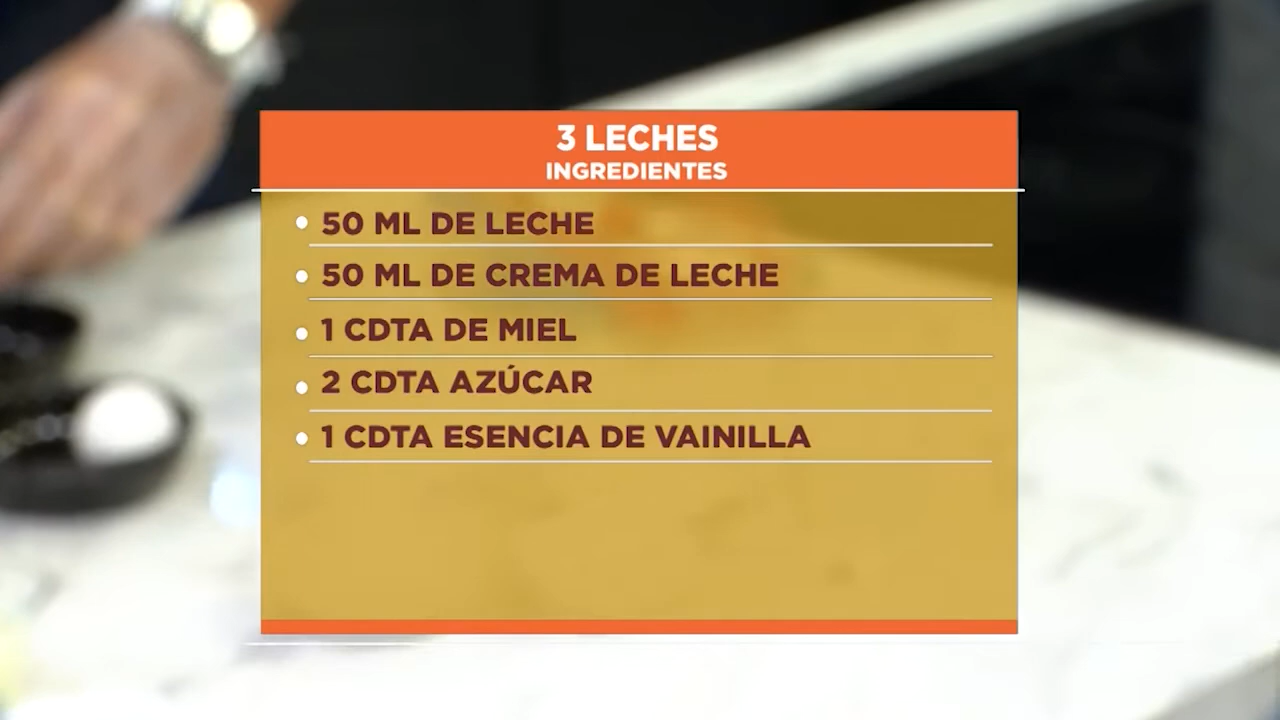 3 LECHES
INGREDIENTES
50 ML DE LECHE
50 ML DE CREMA DE LECHE
1 CDTA DE MIEL
2 CDTA AZÚCAR
1 CDTA ESENCIA DE VAINILLA